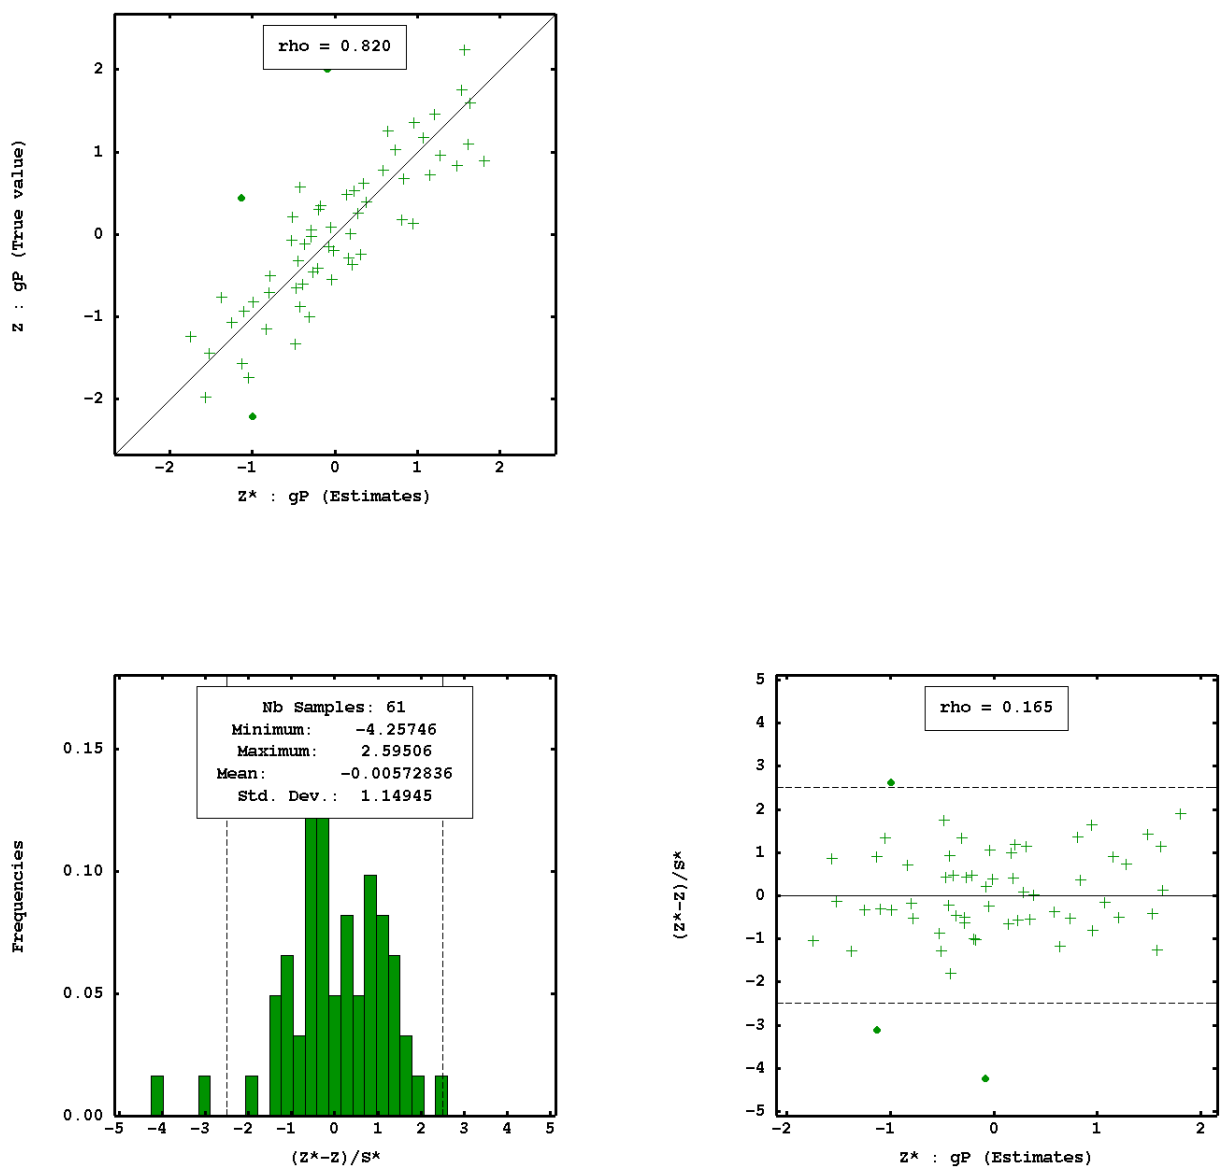 rho = 0.820
2
1
0
-1
-2
Z : gP (True value)
-2 -1 0 1 2
Z* : gP (Estimates)
Nb Samples: 61
Minimum: -4.25746
Maximum: 2.59506
Mean: -0.00572836
Std. Dev.: 1.14945
0.15
0.10
0.05
0.00
Frequencies
-5 -4 -3 -2 -1 0 1 2 3 4 5
(Z*-Z)/S*
rho = 0.165
5
4
3
2
1
0
-1
-2
-3
-4
-5
(Z*-Z)/S*
-2 -1 0 1 2
Z* : gP (Estimates)